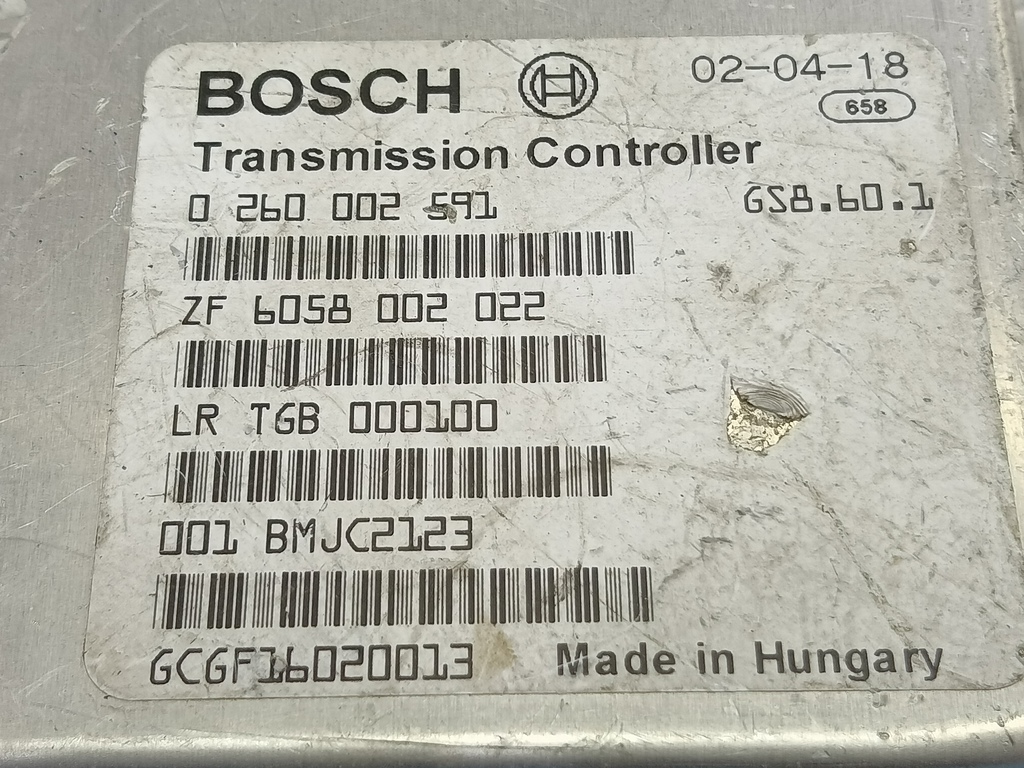 BOSCH 02-04-18
658
Transmission Controller
0 260 002 591 GS8.60.1
ZF 6058 002 022
LR TGB 000100
001 BMJC2123
GCGF16020013 Made in Hungary